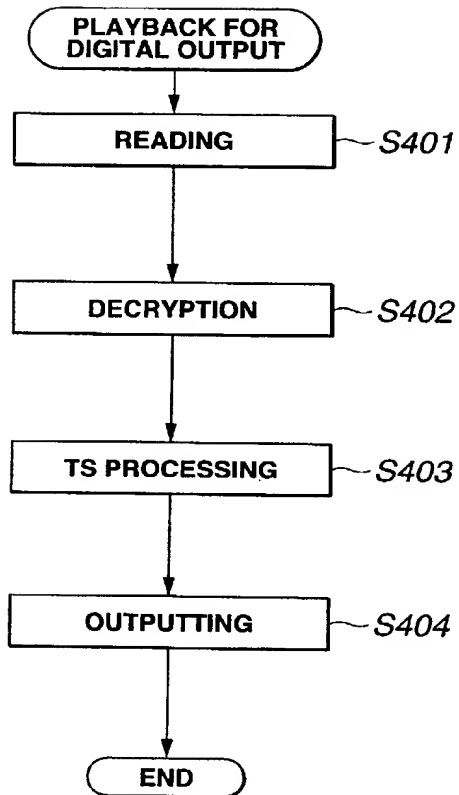 PLAYBACK FOR
DIGITAL OUTPUT
READING
S401
DECRYPTION
S402
TS PROCESSING
S403
OUTPUTTING
S404
END